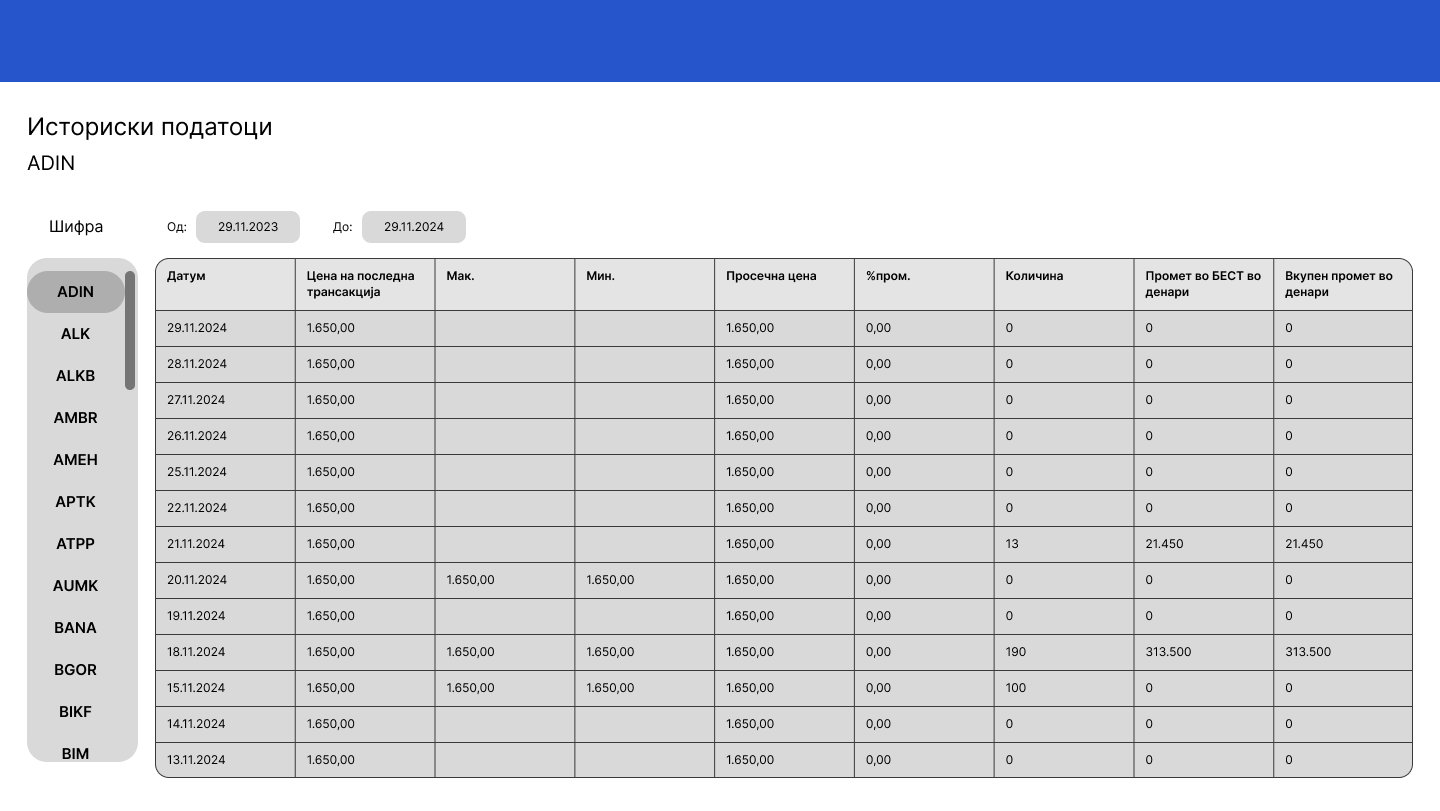 Историски податоци
ADIN
Шифра
Од: 29.11.2023 До: 29.11.2024
ADIN
ALK
ALKB
AMBR
AMEH
APTK
ATPP
AUMK
BANA
BGOR
BIKF
BIM
Датум Цена на последна трансакција Мак. Мин. Просечна цена %пром. Количина Промет во БЕСТ во денари Вкупен промет во денари
29.11.2024 1.650,00 1.650,00 0,00 0 0 0
28.11.2024 1.650,00 1.650,00 0,00 0 0 0
27.11.2024 1.650,00 1.650,00 0,00 0 0 0
26.11.2024 1.650,00 1.650,00 0,00 0 0 0
25.11.2024 1.650,00 1.650,00 0,00 0 0 0
22.11.2024 1.650,00 1.650,00 0,00 0 0 0
21.11.2024 1.650,00 1.650,00 0,00 13 21.450 21.450
20.11.2024 1.650,00 1.650,00 1.650,00 1.650,00 0,00 0 0 0
19.11.2024 1.650,00 1.650,00 0,00 0 0 0
18.11.2024 1.650,00 1.650,00 1.650,00 1.650,00 0,00 190 313.500 313.500
15.11.2024 1.650,00 1.650,00 1.650,00 1.650,00 0,00 100 0 0
14.11.2024 1.650,00 1.650,00 0,00 0 0 0
13.11.2024 1.650,00 1.650,00 0,00 0 0 0